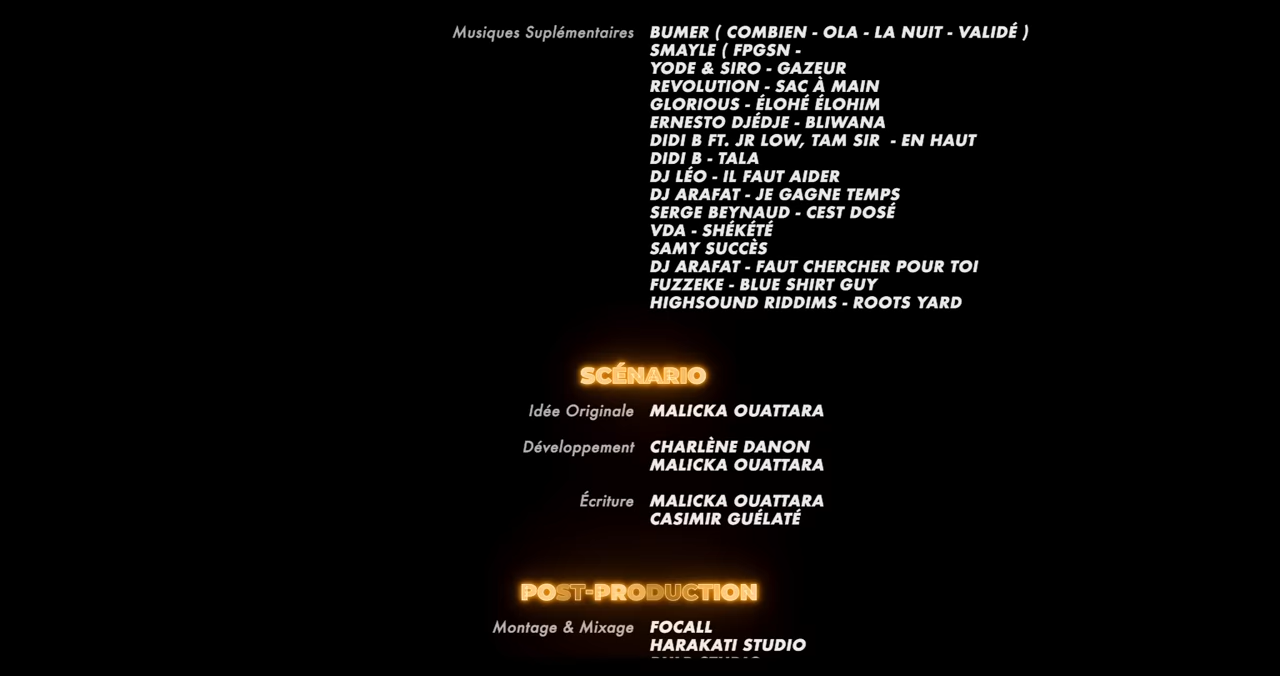 Musiques Suplémentaires BUMER ( COMBIEN - OLA - LA NUIT - VALIDÉ )
SMAYLE ( FPGSN -
YODE & SIRO - GAZEUR
REVOLUTION - SAC À MAIN
GLORIOUS - ÉLOHÉ ÉLOHIM
ERNESTO DJÉDJE - BLIWANA
DIDI B FT. JR LOW, TAM SIR - EN HAUT
DIDI B - TALA
DJ LÉO - IL FAUT AIDER
DJ ARAFAT - JE GAGNE TEMPS
SERGE BEYNAUD - CEST DOSÉ
VDA - SHÉKÉTÉ
SAMY SUCCÈS
DJ ARAFAT - FAUT CHERCHER POUR TOI
FUZZEKE - BLUE SHIRT GUY
HIGHSOUND RIDDIMS - ROOTS YARD
SCÉNARIO
Idée Originale MALICKA OUATTARA
Développement CHARLÈNE DANON
MALICKA OUATTARA
Écriture MALICKA OUATTARA
CASIMIR GUÉLATÉ
POST-PRODUCTION
Montage & Mixage FOCALL
HARAKATI STUDIO